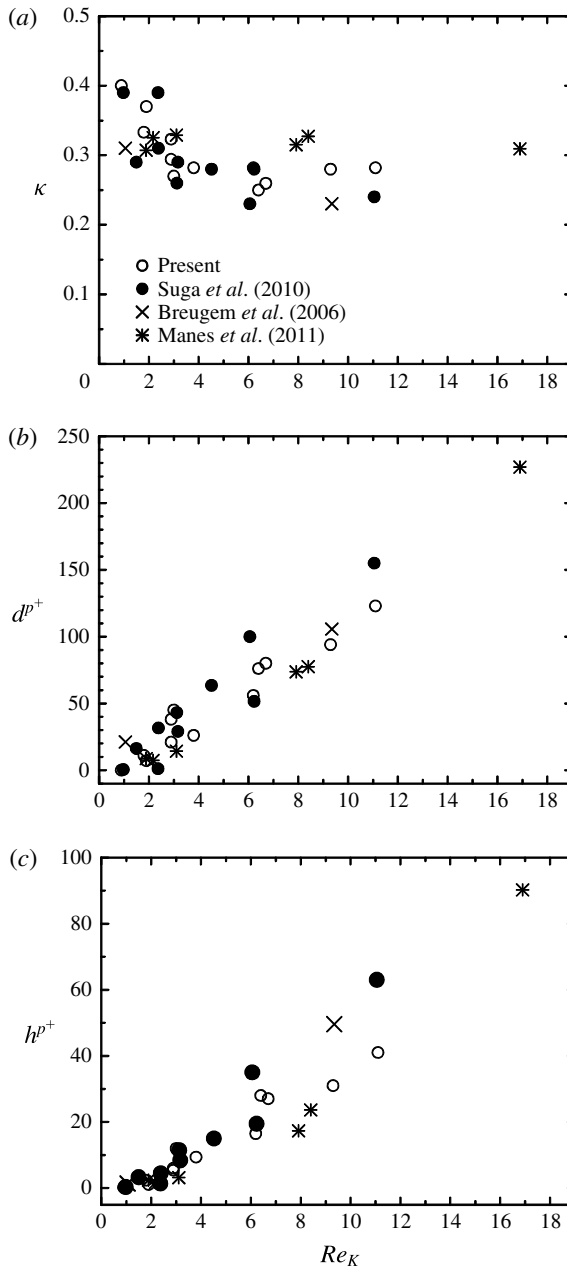 (a)
0.5
0.4
0.3
κ
0.2
0.1
Present
Suga et al. (2010)
Breugem et al. (2006)
Manes et al. (2011)
0 2 4 6 8 10 12 14 16 18
(b)
250
200
150
d^{p+}
100
50
0
0 2 4 6 8 10 12 14 16 18
(c)
100
80
60
h^{p+}
40
20
0
0 2 4 6 8 10 12 14 16 18
Re_K